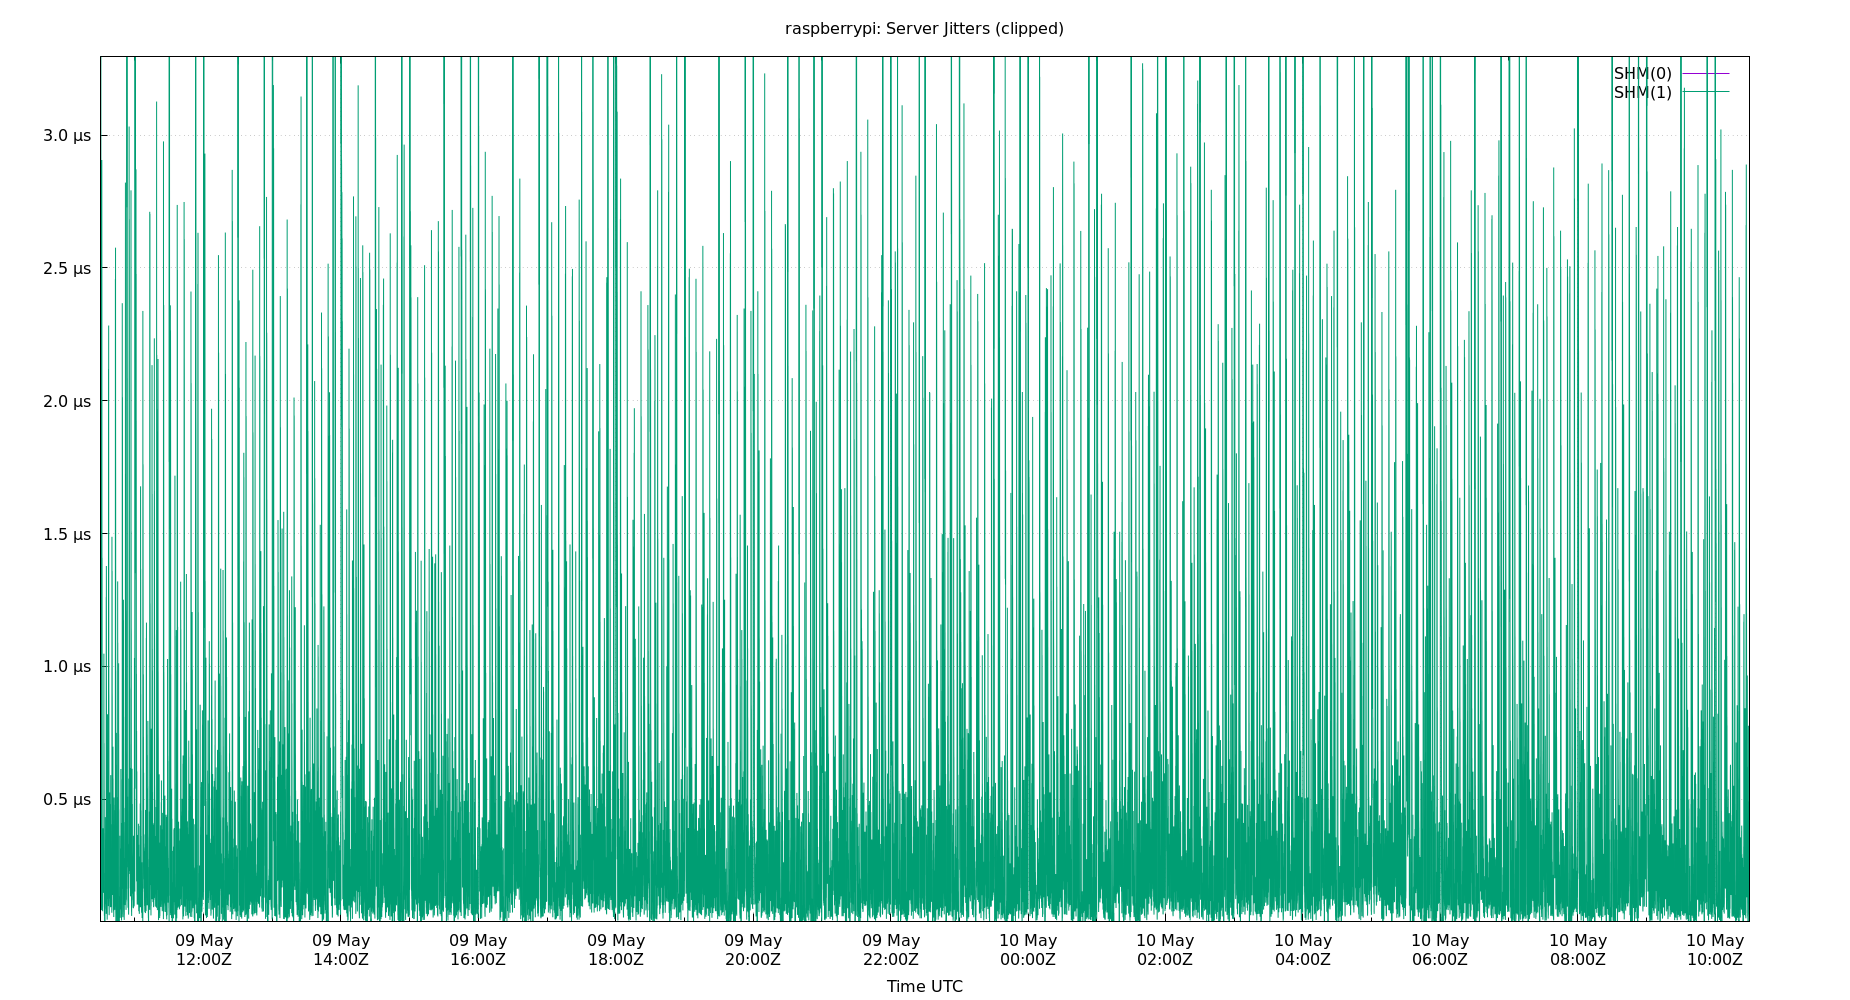 raspberrypi: Server Jitters (clipped)
SHM(0)
SHM(1)
3.0 µs
2.5 µs
2.0 µs
1.5 µs
1.0 µs
0.5 µs
09 May 09 May 09 May 09 May 09 May 09 May 10 May 10 May 10 May 10 May 10 May 10 May
12:00Z 14:00Z 16:00Z 18:00Z 20:00Z 22:00Z 00:00Z 02:00Z 04:00Z 06:00Z 08:00Z 10:00Z
Time UTC